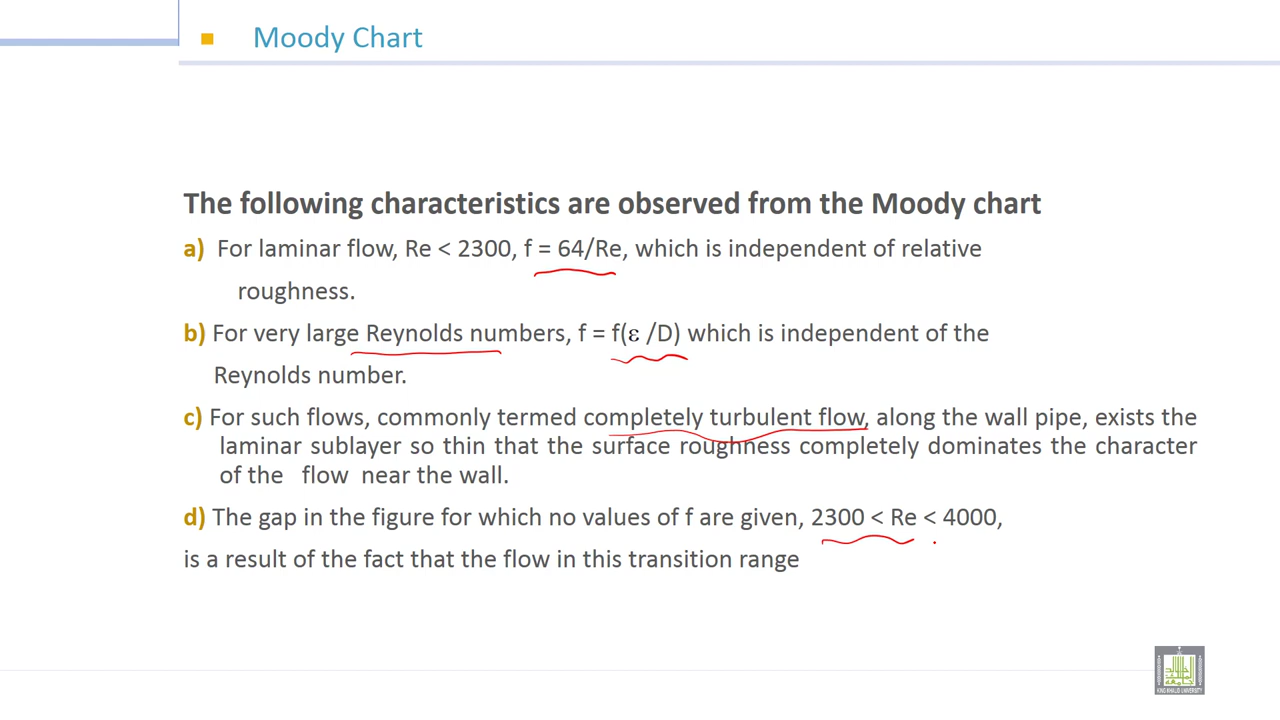 Moody Chart
The following characteristics are observed from the Moody chart
a) For laminar flow, Re < 2300, f = 64/Re, which is independent of relative
roughness.
b) For very large Reynolds numbers, f = f(ε /D) which is independent of the
Reynolds number.
c) For such flows, commonly termed completely turbulent flow, along the wall pipe, exists the
laminar sublayer so thin that the surface roughness completely dominates the character
of the flow near the wall.
d) The gap in the figure for which no values of f are given, 2300 < Re < 4000,
is a result of the fact that the flow in this transition range
KING KHALID UNIVERSITY